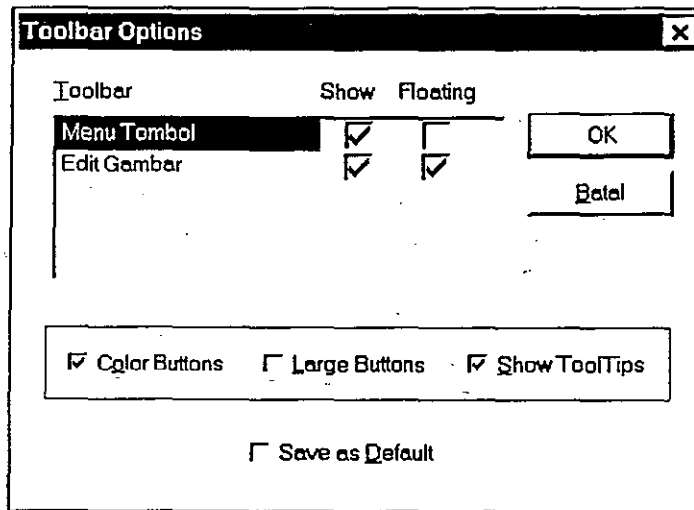 Toolbar Options
Toolbar Show Floating
Menu Tombol
Edit Gambar
OK
Batal
Color Buttons Large Buttons Show ToolTips
Save as Default